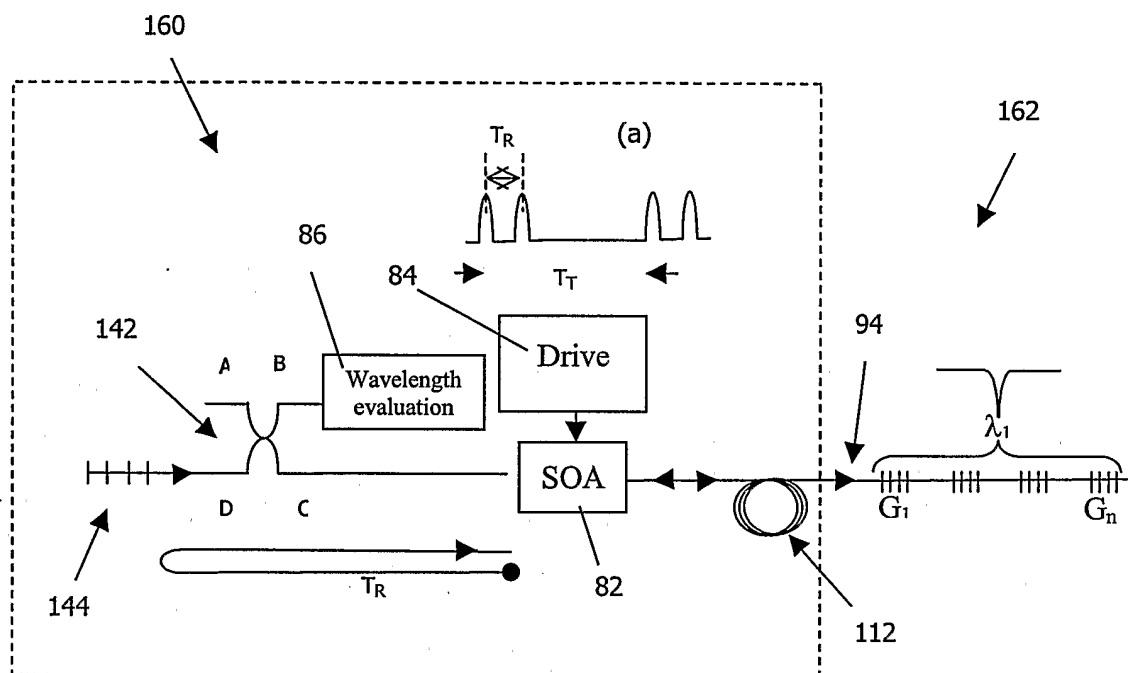 160
T_R
(a)
162
86
84
T_T
94
142
A B
Wavelength
evaluation
Drive
λ₁
SOA
D C
G₁
Gₙ
T_R
144
82
112